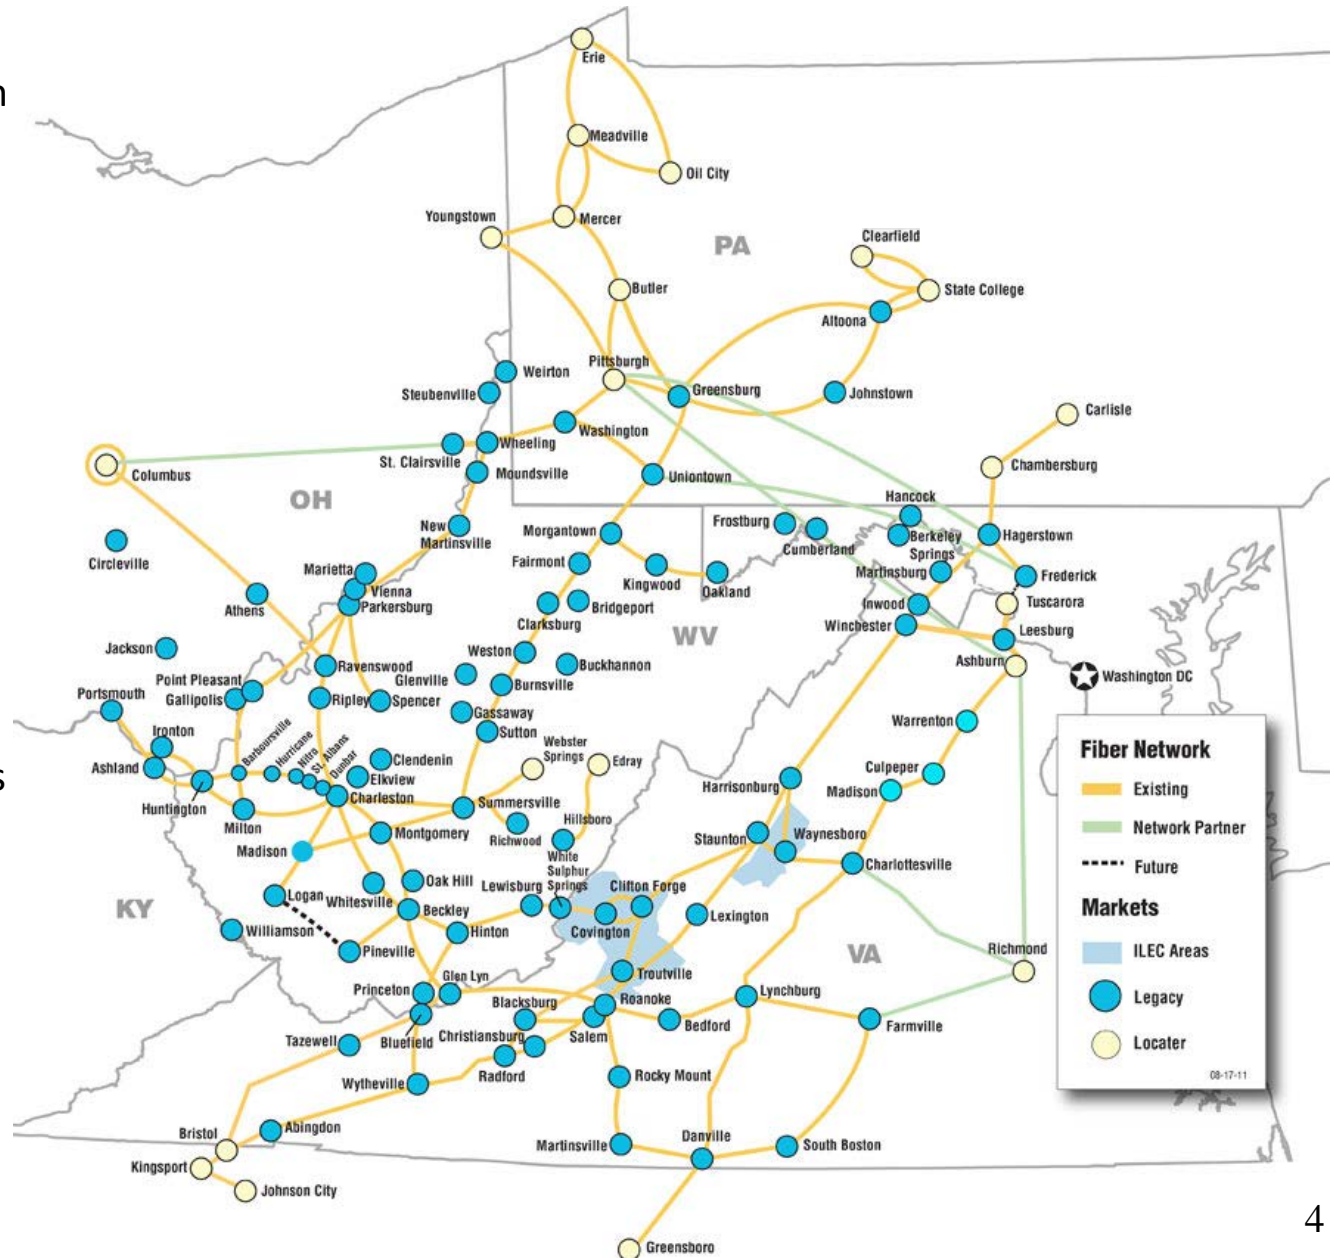 n
s
Erie
Meadville
Oil City
Youngstown
Mercer
Clearfield
PA
Butler
State College
Altoona
Pittsburgh
Weirton
Greensburg
Steubenville
Johnstown
Carlisle
Washington
Wheeling
St. Clairsville
Columbus
Moundsville
Uniontown
Chambersburg
OH
Hancock
New
Martinsville
Morgantown
Frostburg
Cumberland
Berkeley
Springs
Hagerstown
Circleville
Fairmont
Marietta
Vienna
Kingwood
Oakland
Martinsburg
Frederick
Athens
Parkersburg
Clarksburg
Bridgeport
Inwood
Tuscarora
Winchester
Leesburg
WV
Jackson
Weston
Ravenswood
Buckhannon
Ashburn
Washington DC
Glenville
Point Pleasant
Gallipolis
Burnsville
Portsmouth
Ripley
Spencer
Gassaway
Warrenton
Ironton
Barboursville
Hurricane
Nitro
St. Albans
Dunbar
Sutton
Webster
Springs
Edray
Clendenin
Elkview
Ashland
Culpeper
Huntington
Charleston
Summersville
Harrisonburg
Madison
Milton
Montgomery
Richwood
Hillsboro
Staunton
Waynesboro
Madison
White
Sulphur
Springs
Charlottesville
Logan
Whitesville
Oak Hill
Lewisburg
Clifton Forge
KY
Beckley
Lexington
Williamson
Hinton
Covington
Pineville
Richmond
VA
Troutville
Glen Lyn
Princeton
Blacksburg
Roanoke
Lynchburg
Tazewell
Bluefield
Christiansburg
Salem
Bedford
Farmville
Radford
Wytheville
Rocky Mount
Abingdon
Bristol
Martinsville
Danville
South Boston
Kingsport
Johnson City
Greensboro
Fiber Network
Existing
Network Partner
Future
Markets
ILEC Areas
Legacy
Locater
08-17-11
4